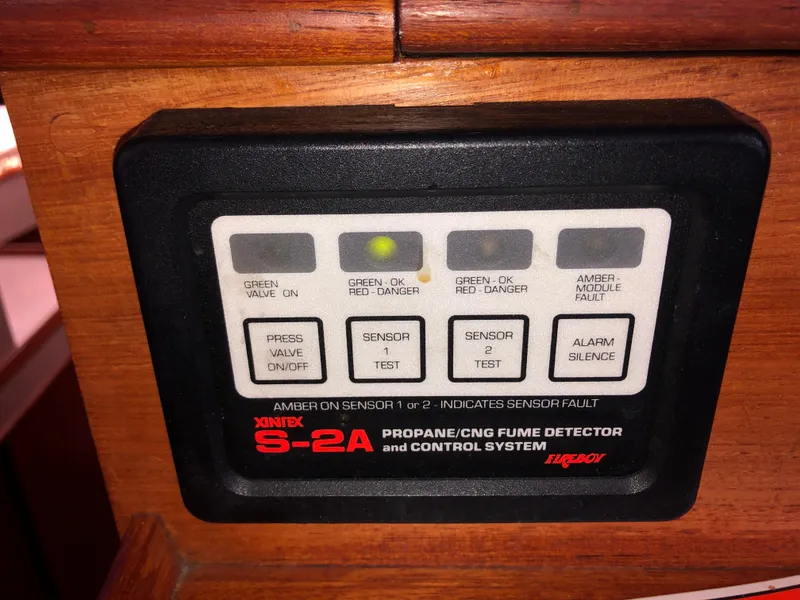 GREEN
VALVE ON
GREEN - OK
RED - DANGER
GREEN - OK
RED - DANGER
AMBER -
MODULE
FAULT
PRESS
VALVE
ON/OFF
SENSOR
1
TEST
SENSOR
2
TEST
ALARM
SILENCE
AMBER ON SENSOR 1 or 2 - INDICATES SENSOR FAULT
XINTEX
S-2A
PROPANE/CNG FUME DETECTOR
and CONTROL SYSTEM
FIREBOY